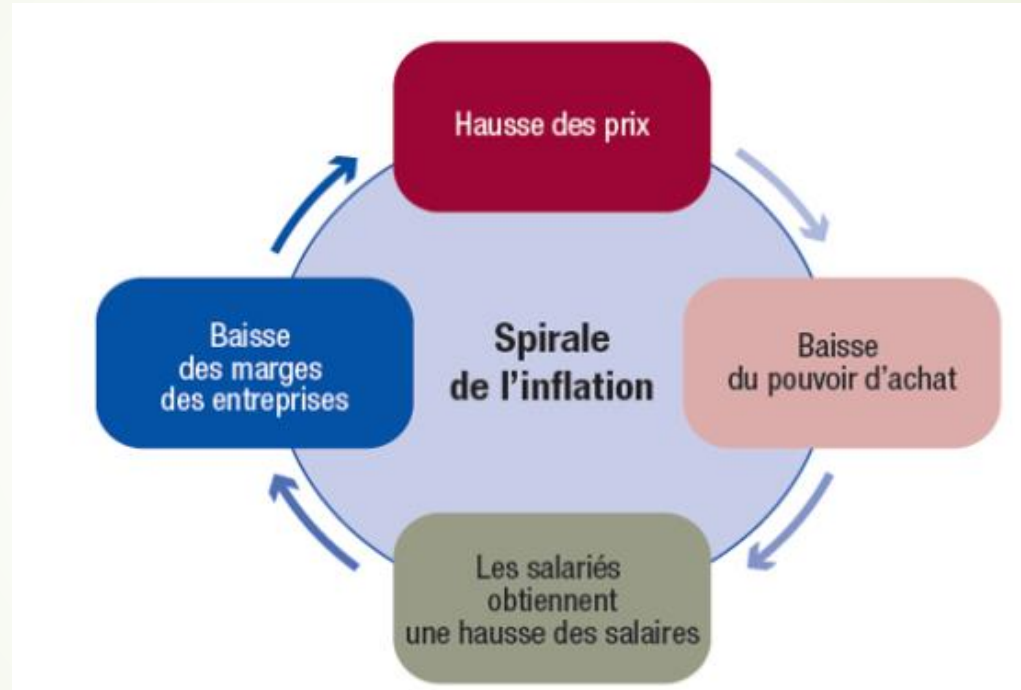 Hausse des prix
Baisse
des marges
des entreprises
Spirale
de l'inflation
Baisse
du pouvoir d'achat
Les salariés
obtiennent
une hausse des salaires